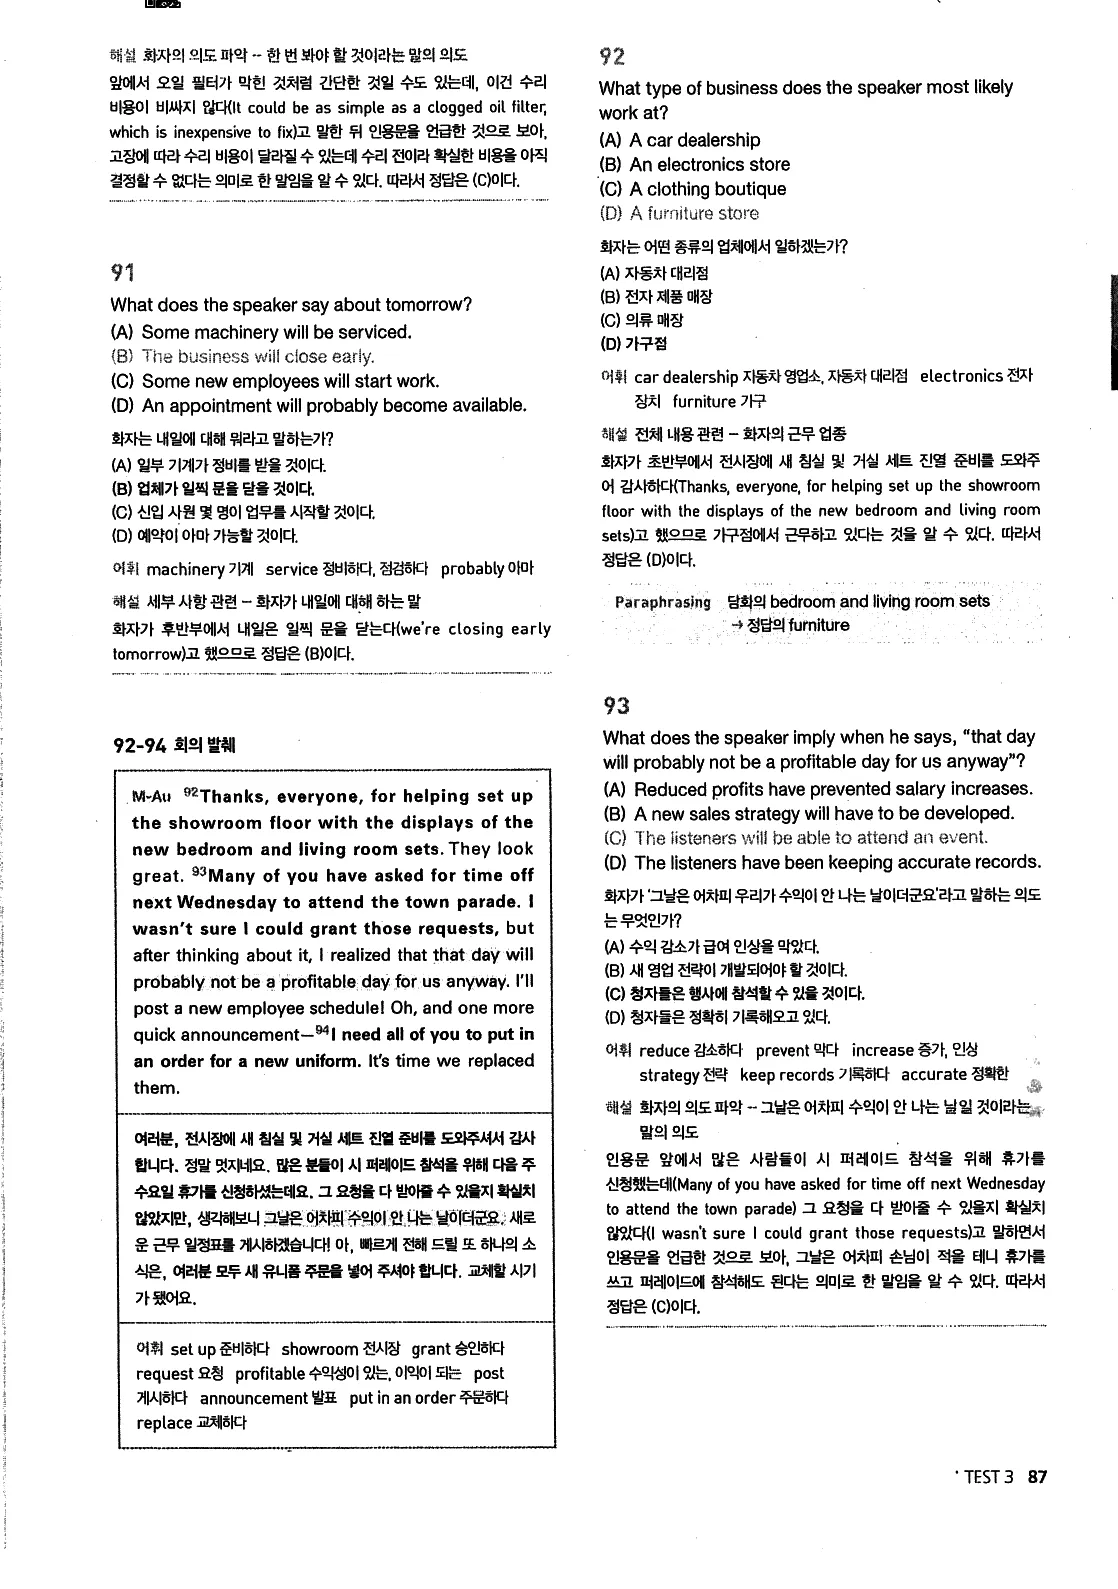 해설 화자의 의도 파악 -- 한 번 봐야 할 것이라는 말의 의도
앞에서 오일 필터가 막힌 것처럼 간단한 것일 수도 있는데, 이건 수리
비용이 비싸지 않다(It could be as simple as a clogged oil filter,
which is inexpensive to fix)고 말한 뒤 인용문을 언급한 것으로 보아,
고장에 따라 수리 비용이 달라질 수 있는데 수리 전이라 확실한 비용을 아직
결정할 수 없다는 의미로 한 말임을 알 수 있다. 따라서 정답은 (C)이다.
91
What does the speaker say about tomorrow?
(A) Some machinery will be serviced.
(B) The business will close early.
(C) Some new employees will start work.
(D) An appointment will probably become available.
화자는 내일에 대해 뭐라고 말하는가?
(A) 일부 기계가 정비를 받을 것이다.
(B) 업체가 일찍 문을 닫을 것이다.
(C) 신입 사원 몇 명이 업무를 시작할 것이다.
(D) 예약이 아마 가능할 것이다.
어휘 machinery 기계 service 정비하다, 점검하다 probably 아마
해설 세부 사항 관련 – 화자가 내일에 대해 하는 말
화자가 후반부에서 내일은 일찍 문을 닫는다(we're closing early
tomorrow)고 했으므로 정답은 (B)이다.
92-94 회의 발췌
M-Au 92Thanks, everyone, for helping set up
the showroom floor with the displays of the
new bedroom and living room sets. They look
great. 93Many of you have asked for time off
next Wednesday to attend the town parade. I
wasn't sure I could grant those requests, but
after thinking about it, I realized that that day will
probably not be a profitable day for us anyway. I'll
post a new employee schedule! Oh, and one more
quick announcement—94I need all of you to put in
an order for a new uniform. It's time we replaced
them.
여러분, 전시장에 새 침실 및 거실 세트 진열 준비를 도와주셔서 감사
합니다. 정말 멋지네요. 많은 분들이 시 퍼레이드 참석을 위해 다음 주
수요일 휴가를 신청하셨는데요. 그 요청을 다 받아줄 수 있을지 확실치
않았지만, 생각해보니 그날은 어차피 수익이 안 나는 날이더군요. 새로
운 근무 일정표를 게시하겠습니다! 아, 빠르게 전해 드릴 또 하나의 소
식은, 여러분 모두 새 유니폼 주문을 넣어 주셔야 합니다. 교체할 시기
가 됐어요.
어휘 set up 준비하다 showroom 전시장 grant 승인하다
request 요청 profitable 수익성이 있는, 이익이 되는 post
게시하다 announcement 발표 put in an order 주문하다
replace 교체하다
92
What type of business does the speaker most likely
work at?
(A) A car dealership
(B) An electronics store
(C) A clothing boutique
(D) A furniture store
화자는 어떤 종류의 업체에서 일하겠는가?
(A) 자동차 대리점
(B) 전자 제품 매장
(C) 의류 매장
(D) 가구점
어휘 car dealership 자동차 영업소, 자동차 대리점 electronics 전자
장치 furniture 가구
해설 전체 내용 관련 – 화자의 근무 업종
화자가 초반부에서 전시장에 새 침실 및 거실 세트 진열 준비를 도와주
어 감사하다(Thanks, everyone, for helping set up the showroom
floor with the displays of the new bedroom and living room
sets)고 했으므로 가구점에서 근무하고 있다는 것을 알 수 있다. 따라서
정답은 (D)이다.
Paraphrasing 담화의 bedroom and living room sets
→ 정답의 furniture
93
What does the speaker imply when he says, “that day
will probably not be a profitable day for us anyway”?
(A) Reduced profits have prevented salary increases.
(B) A new sales strategy will have to be developed.
(C) The listeners will be able to attend an event.
(D) The listeners have been keeping accurate records.
화자가 '그날은 어차피 우리가 수익이 안 나는 날이더군요'라고 말하는 의도
는 무엇인가?
(A) 수익 감소가 급여 인상을 막았다.
(B) 새 영업 전략이 개발되어야 할 것이다.
(C) 청자들은 행사에 참석할 수 있을 것이다.
(D) 청자들은 정확히 기록해오고 있다.
어휘 reduce 감소하다 prevent 막다 increase 증가, 인상
strategy 전략 keep records 기록하다 accurate 정확한
해설 화자의 의도 파악 -- 그날은 어차피 수익이 안 나는 날일 것이라는
말의 의도
인용문 앞에서 많은 사람들이 시 퍼레이드 참석을 위해 휴가를
신청했는데(Many of you have asked for time off next Wednesday
to attend the town parade) 그 요청을 다 받아줄 수 있을지 확실치
않았다(I wasn't sure I could grant those requests)고 말하면서
인용문을 언급한 것으로 보아, 그날은 어차피 손님이 적을 테니 휴가를
쓰고 퍼레이드에 참석해도 된다는 의미로 한 말임을 알 수 있다. 따라서
정답은 (C)이다.
TEST 3 87